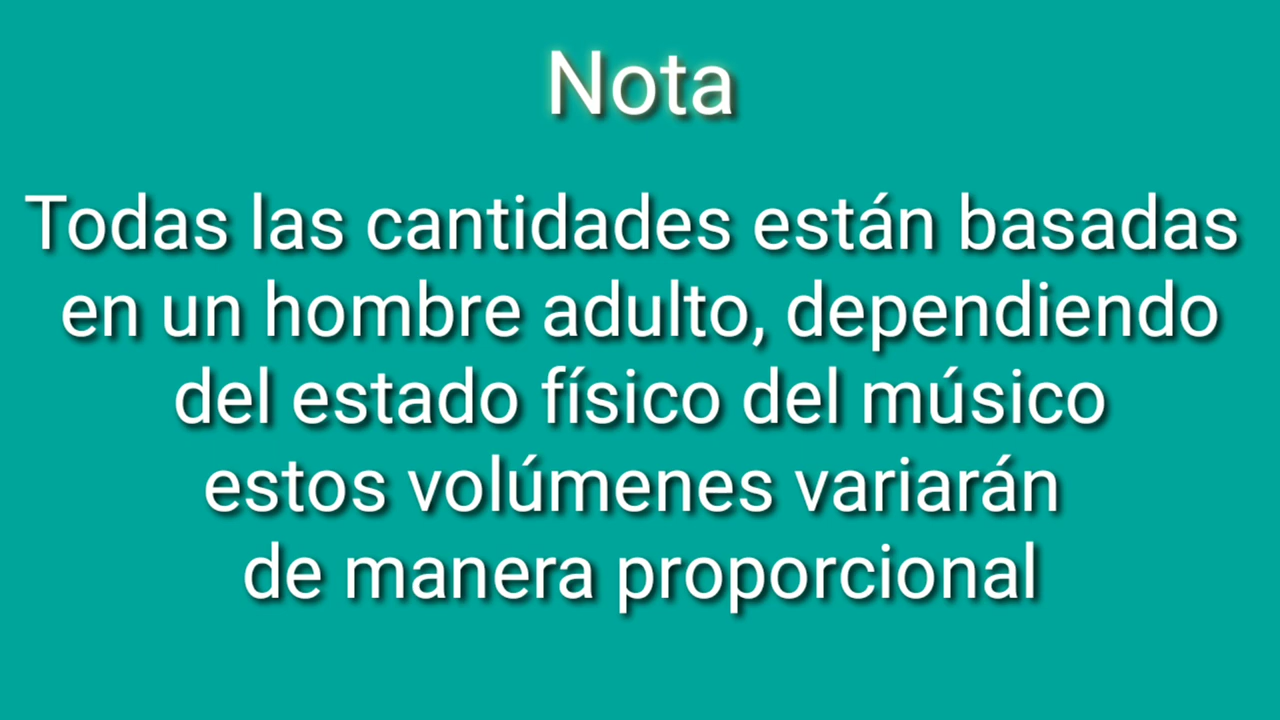 Nota
Todas las cantidades están basadas
en un hombre adulto, dependiendo
del estado físico del músico
estos volúmenes variarán
de manera proporcional